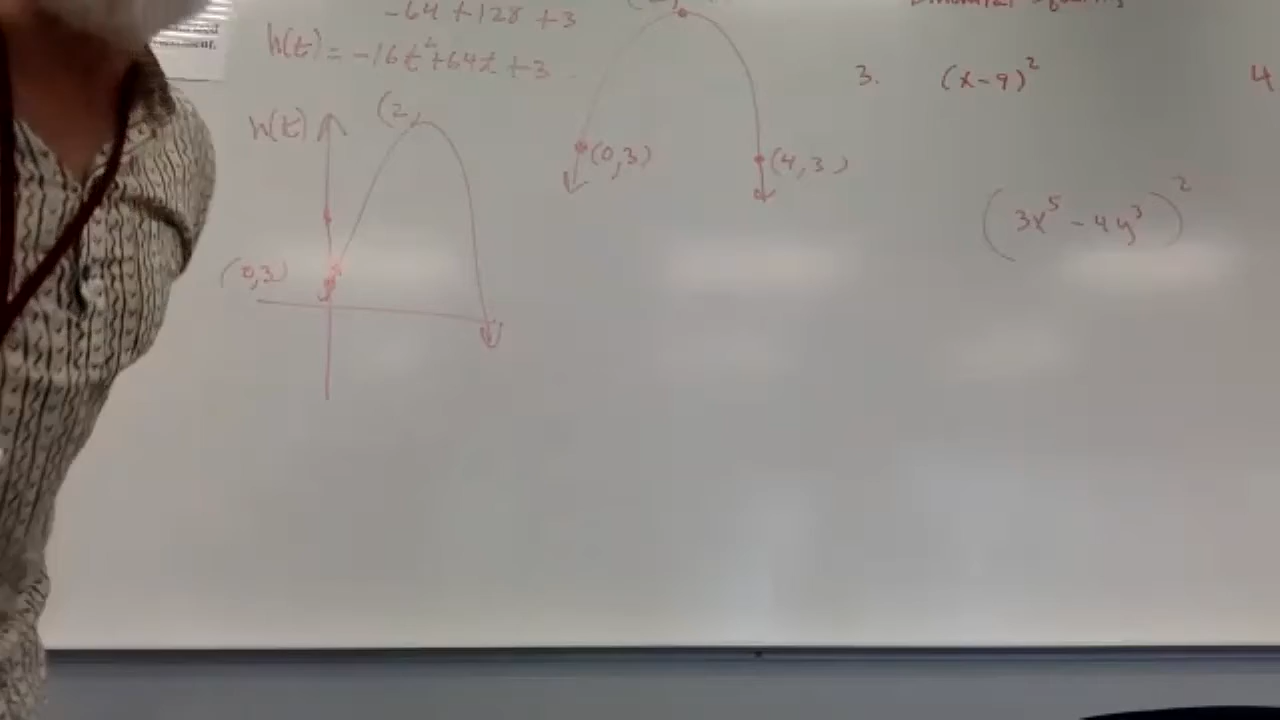 -64 + 128 + 3
h(t) = -16t²+64t + 3
3. (x-9)²
4
h(t)
(2,
(0,3)
(4,3)
(3x⁵ - 4y³)²
(0,3)